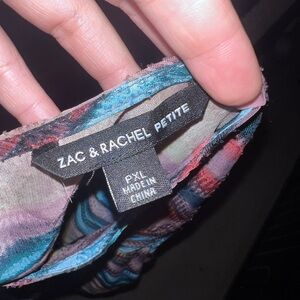 ZAC & RACHEL PETITE
PXL
MADE IN
CHINA